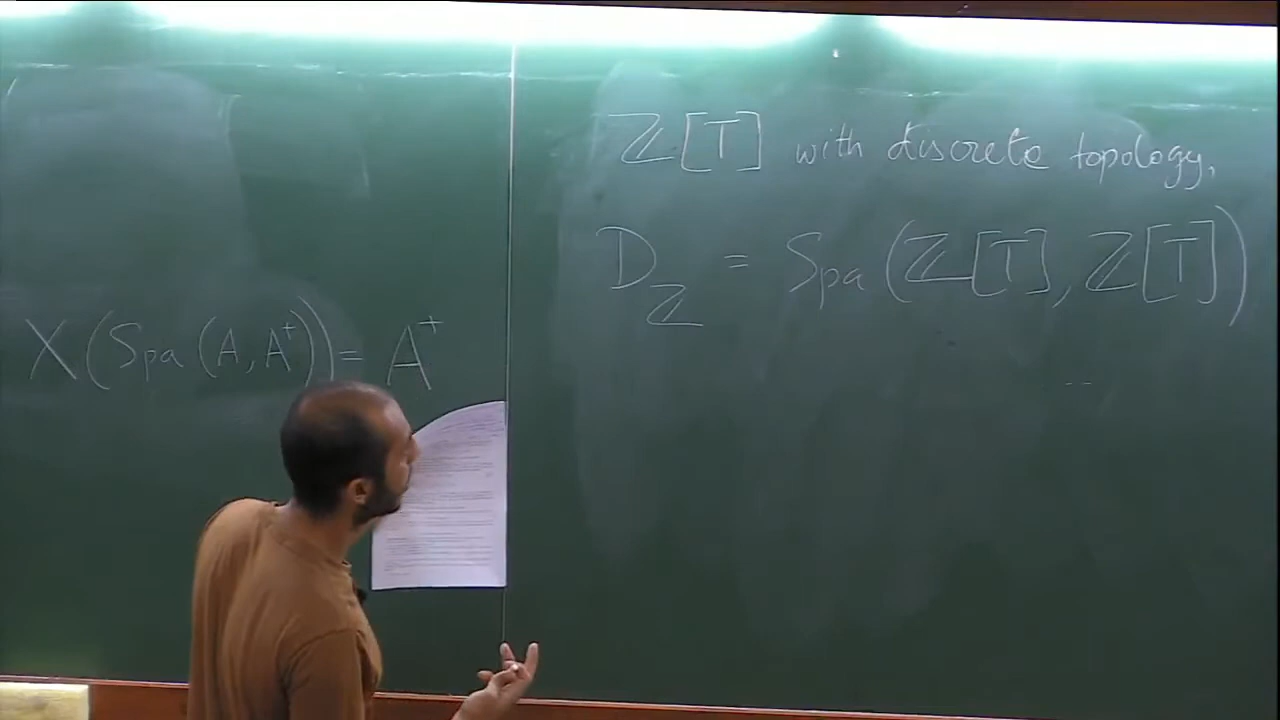 X(Spa(A, A⁺)) = A⁺
ℤ[T] with discrete topology,
D_ℤ = Spa(ℤ[T], ℤ[T])